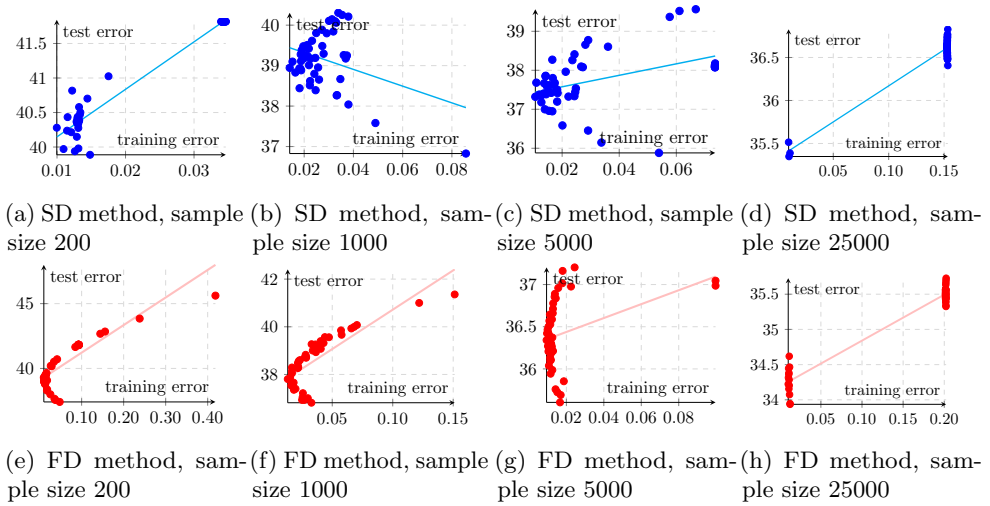 test error
41.5
41
40.5
40
training error
0.01
0.02
0.03
test error
40
39
38
37
training error
0.02
0.04
0.06
0.08
test error
39
38
37
36
training error
0.02
0.04
0.06
test error
36.5
36
35.5
training error
0.05
0.10
0.15
(a) SD method, sample
size 200
(b) SD method, sam-
ple size 1000
(c) SD method, sample
size 5000
(d) SD method, sam-
ple size 25000
test error
45
40
training error
0.10
0.20
0.30
0.40
test error
42
40
38
training error
0.05
0.10
0.15
test error
37
36.5
36
training error
0.02
0.04
0.06
0.08
test error
35.5
35
34.5
34
training error
0.05
0.10
0.15
0.20
(e) FD method, sam-
ple size 200
(f) FD method, sample
size 1000
(g) FD method, sam-
ple size 5000
(h) FD method, sam-
ple size 25000